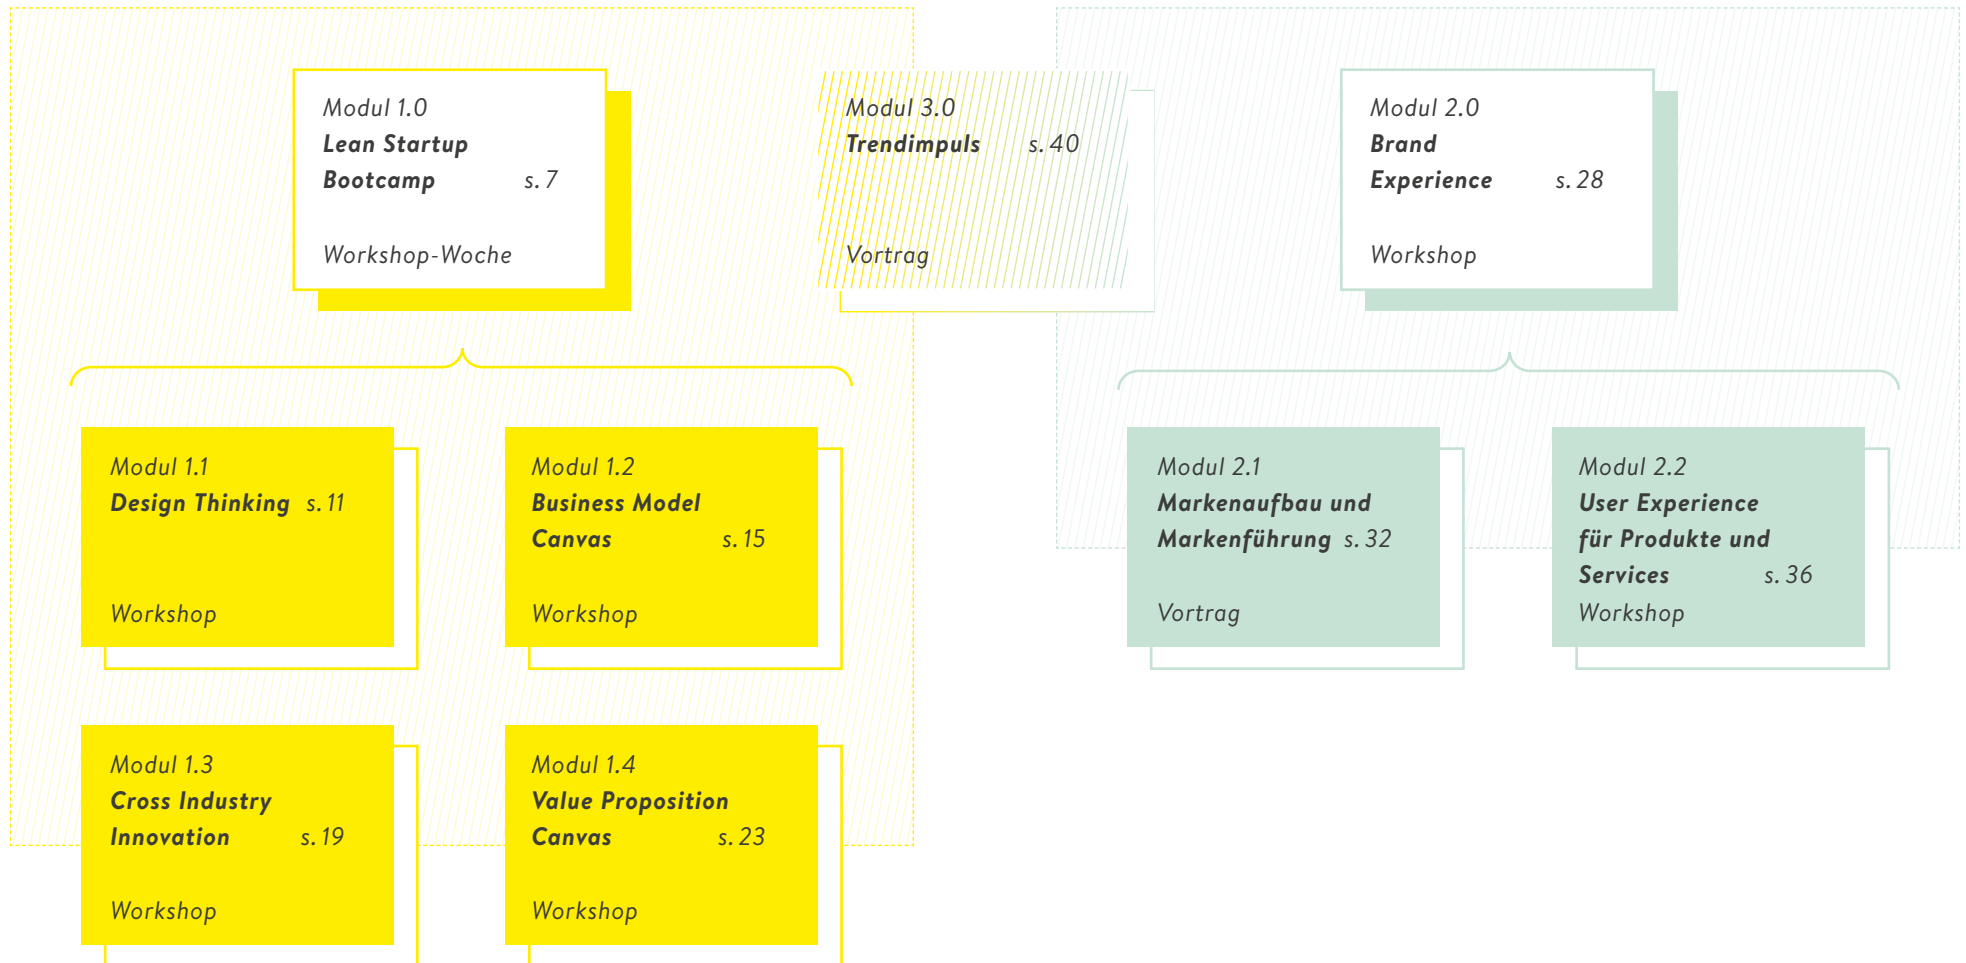 Modul 1.0
Lean Startup
Bootcamp s. 7
Workshop-Woche
Modul 3.0
Trendimpuls s. 40
Vortrag
Modul 2.0
Brand
Experience s. 28
Workshop
Modul 1.1
Design Thinking s. 11
Workshop
Modul 1.2
Business Model
Canvas s. 15
Workshop
Modul 2.1
Markenaufbau und
Markenführung s. 32
Vortrag
Modul 2.2
User Experience
für Produkte und
Services s. 36
Workshop
Modul 1.3
Cross Industry
Innovation s. 19
Workshop
Modul 1.4
Value Proposition
Canvas s. 23
Workshop